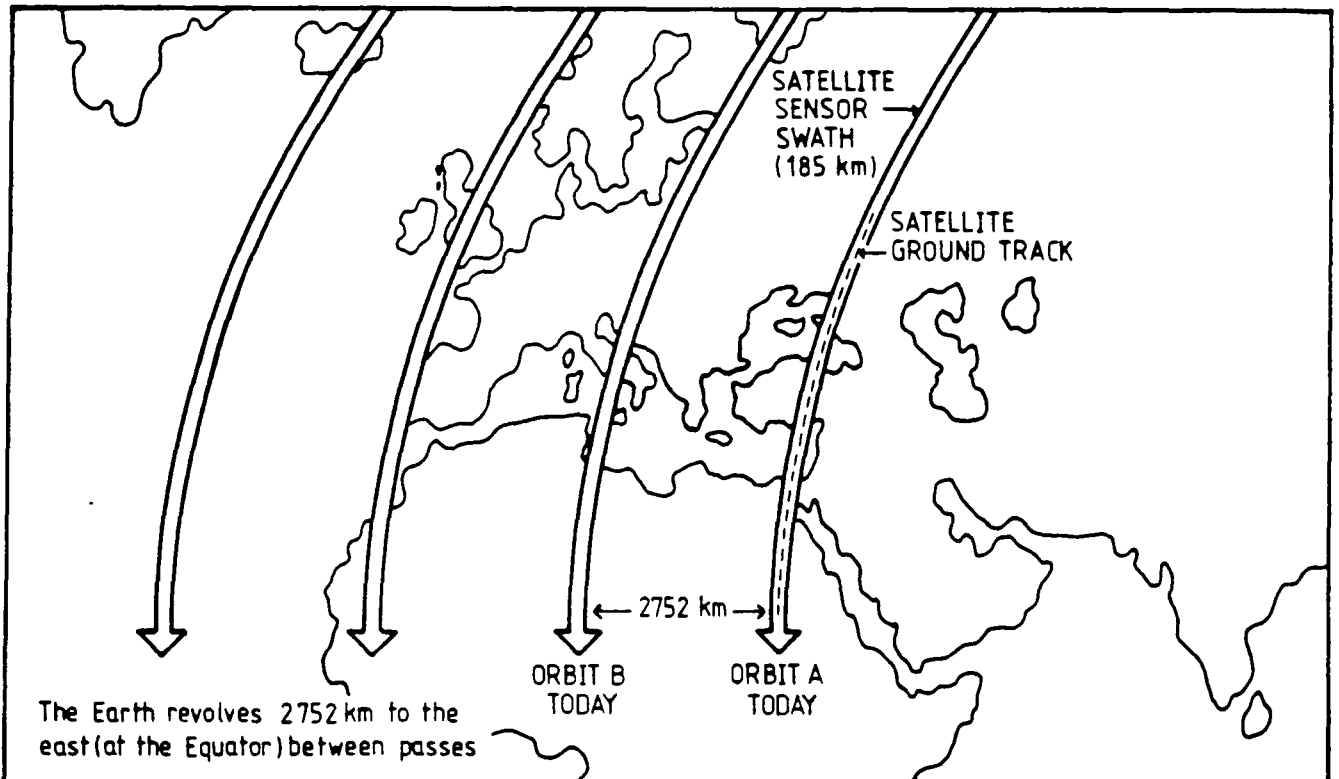 SATELLITE
SENSOR
SWATH
(185 km)
SATELLITE
GROUND TRACK
2752 km
ORBIT B
TODAY
ORBIT A
TODAY
The Earth revolves 2752 km to the
east (at the Equator) between passes